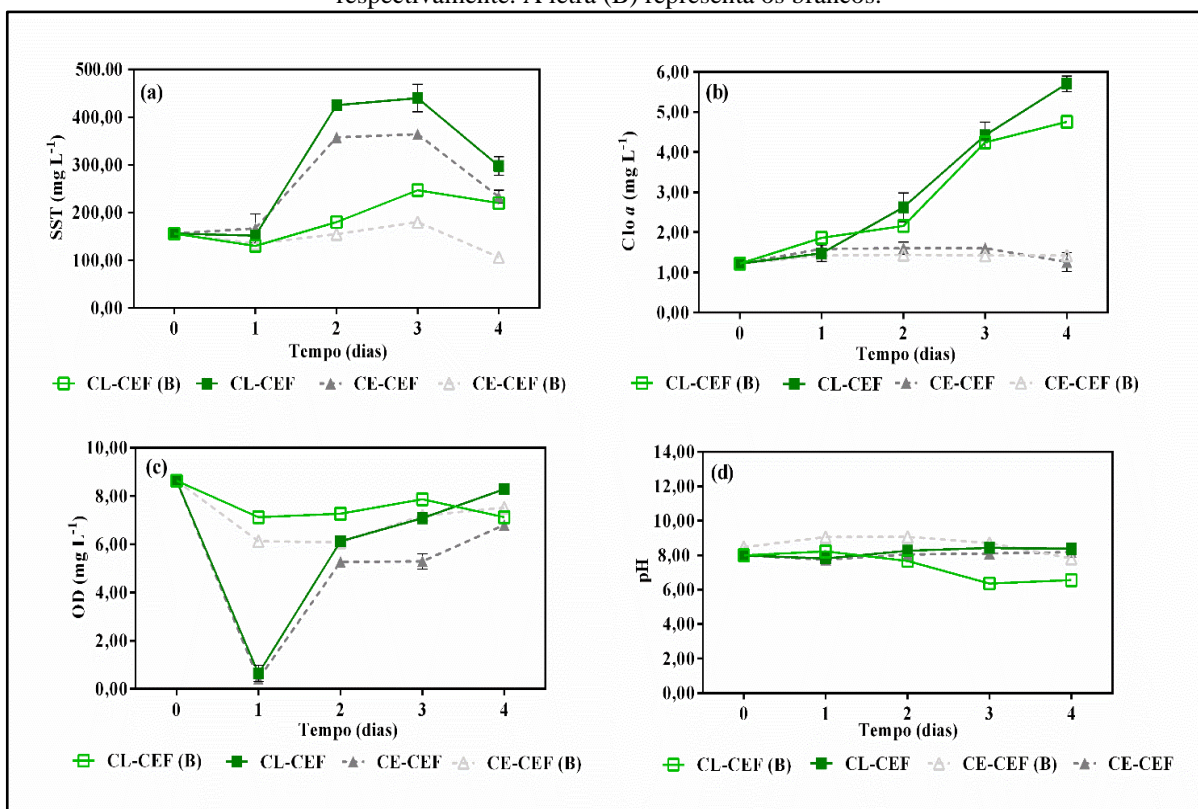 respectivamente. A letra (B) representa os brancos.
(a)
SST (mg L⁻¹)
500.00
400,00
300,00
200,00
100,00
0,00
0 1 2 3 4
Tempo (dias)
CL-CEF (B) CL-CEF CE-CEF CE-CEF (B)
(b)
Clo a (mg L⁻¹)
6,00
5,00
4,00
3,00
2,00
1,00
0,00
0 1 2 3 4
Tempo (dias)
CL-CEF (B) CL-CEF CE-CEF CE-CEF (B)
(c)
OD (mg L⁻¹)
10,00
8,00
6,00
4,00
2,00
0,00
0 1 2 3 4
Tempo (dias)
CL-CEF (B) CL-CEF CE-CEF CE-CEF (B)
(d)
pH
14,00
12,00
10,00
8,00
6,00
4,00
2,00
0,00
0 1 2 3 4
Tempo (dias)
CL-CEF (B) CL-CEF CE-CEF (B) CE-CEF